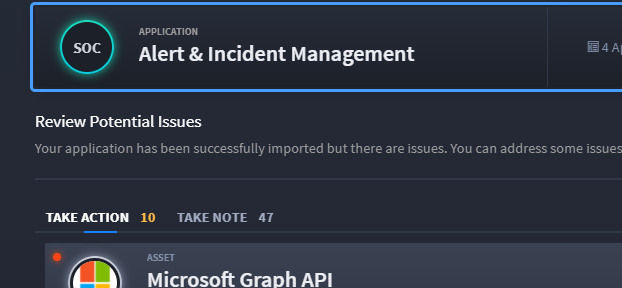 SOC
APPLICATION
Alert & Incident Management
4 Ap
Review Potential Issues
Your application has been successfully imported but there are issues. You can address some issues
TAKE ACTION 10 TAKE NOTE 47
ASSET
Microsoft Graph API